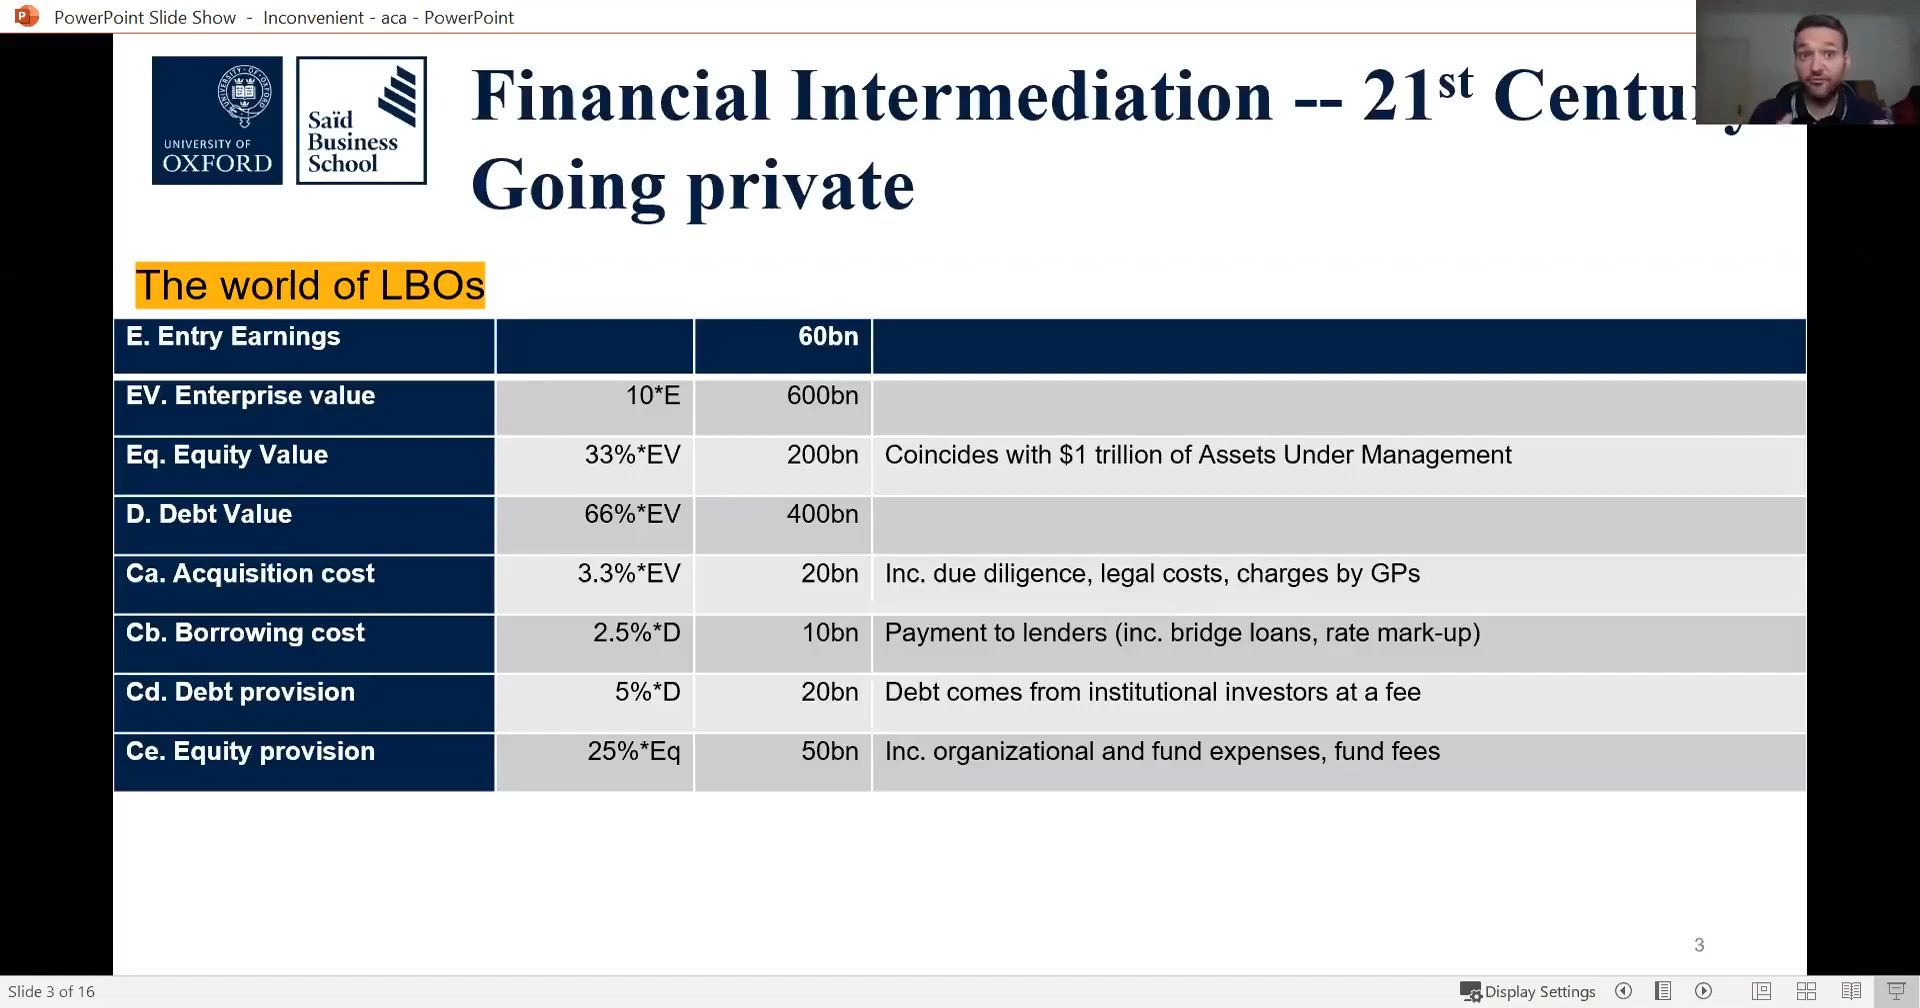 PowerPoint Slide Show - Inconvenient - aca - PowerPoint
UNIVERSITY OF
OXFORD
Saïd
Business
School
Financial Intermediation -- 21st Century
Going private
The world of LBOs
E. Entry Earnings 60bn
EV. Enterprise value 10*E 600bn
Eq. Equity Value 33%*EV 200bn Coincides with $1 trillion of Assets Under Management
D. Debt Value 66%*EV 400bn
Ca. Acquisition cost 3.3%*EV 20bn Inc. due diligence, legal costs, charges by GPs
Cb. Borrowing cost 2.5%*D 10bn Payment to lenders (inc. bridge loans, rate mark-up)
Cd. Debt provision 5%*D 20bn Debt comes from institutional investors at a fee
Ce. Equity provision 25%*Eq 50bn Inc. organizational and fund expenses, fund fees
3
Slide 3 of 16
Display Settings